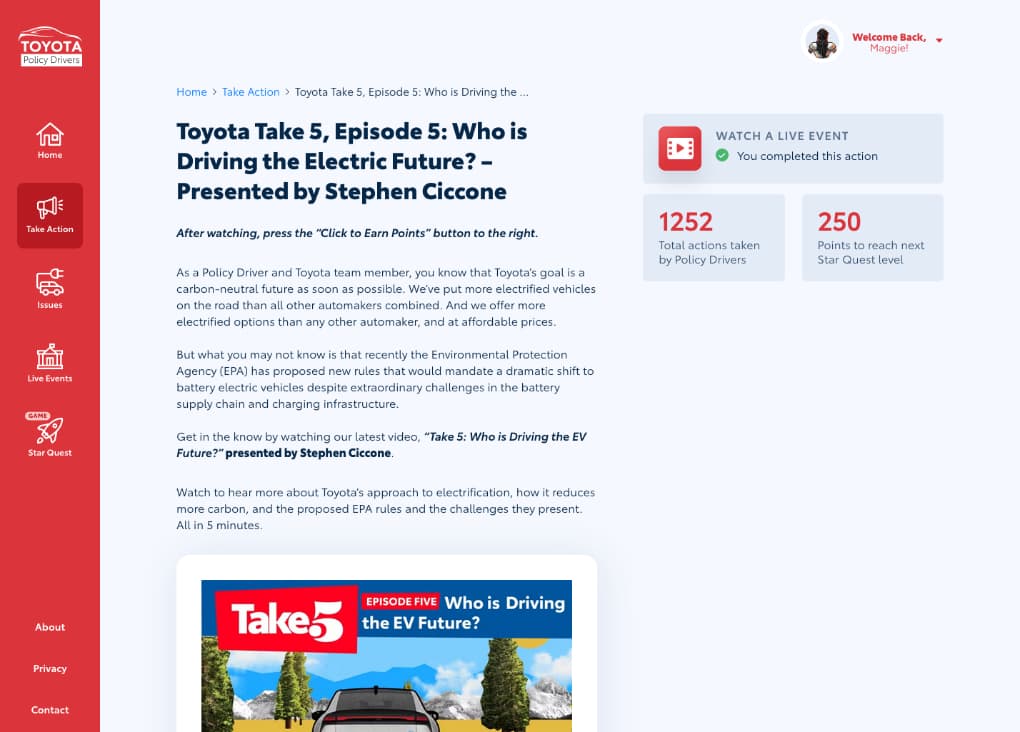 TOYOTA
Policy Drivers
Home
Take Action
Issues
Live Events
GAME
Star Quest
About
Privacy
Contact
Welcome Back,
Maggie!
Home > Take Action > Toyota Take 5, Episode 5: Who is Driving the ...
Toyota Take 5, Episode 5: Who is
Driving the Electric Future? –
Presented by Stephen Ciccone
After watching, press the “Click to Earn Points” button to the right.
As a Policy Driver and Toyota team member, you know that Toyota’s goal is a
carbon-neutral future as soon as possible. We’ve put more electrified vehicles
on the road than all other automakers combined. And we offer more
electrified options than any other automaker, and at affordable prices.
But what you may not know is that recently the Environmental Protection
Agency (EPA) has proposed new rules that would mandate a dramatic shift to
battery electric vehicles despite extraordinary challenges in the battery
supply chain and charging infrastructure.
Get in the know by watching our latest video, “Take 5: Who is Driving the EV
Future?” presented by Stephen Ciccone.
Watch to hear more about Toyota’s approach to electrification, how it reduces
more carbon, and the proposed EPA rules and the challenges they present.
All in 5 minutes.
Take 5
EPISODE FIVE Who is Driving
the EV Future?
WATCH A LIVE EVENT
You completed this action
1252
Total actions taken
by Policy Drivers
250
Points to reach next
Star Quest level